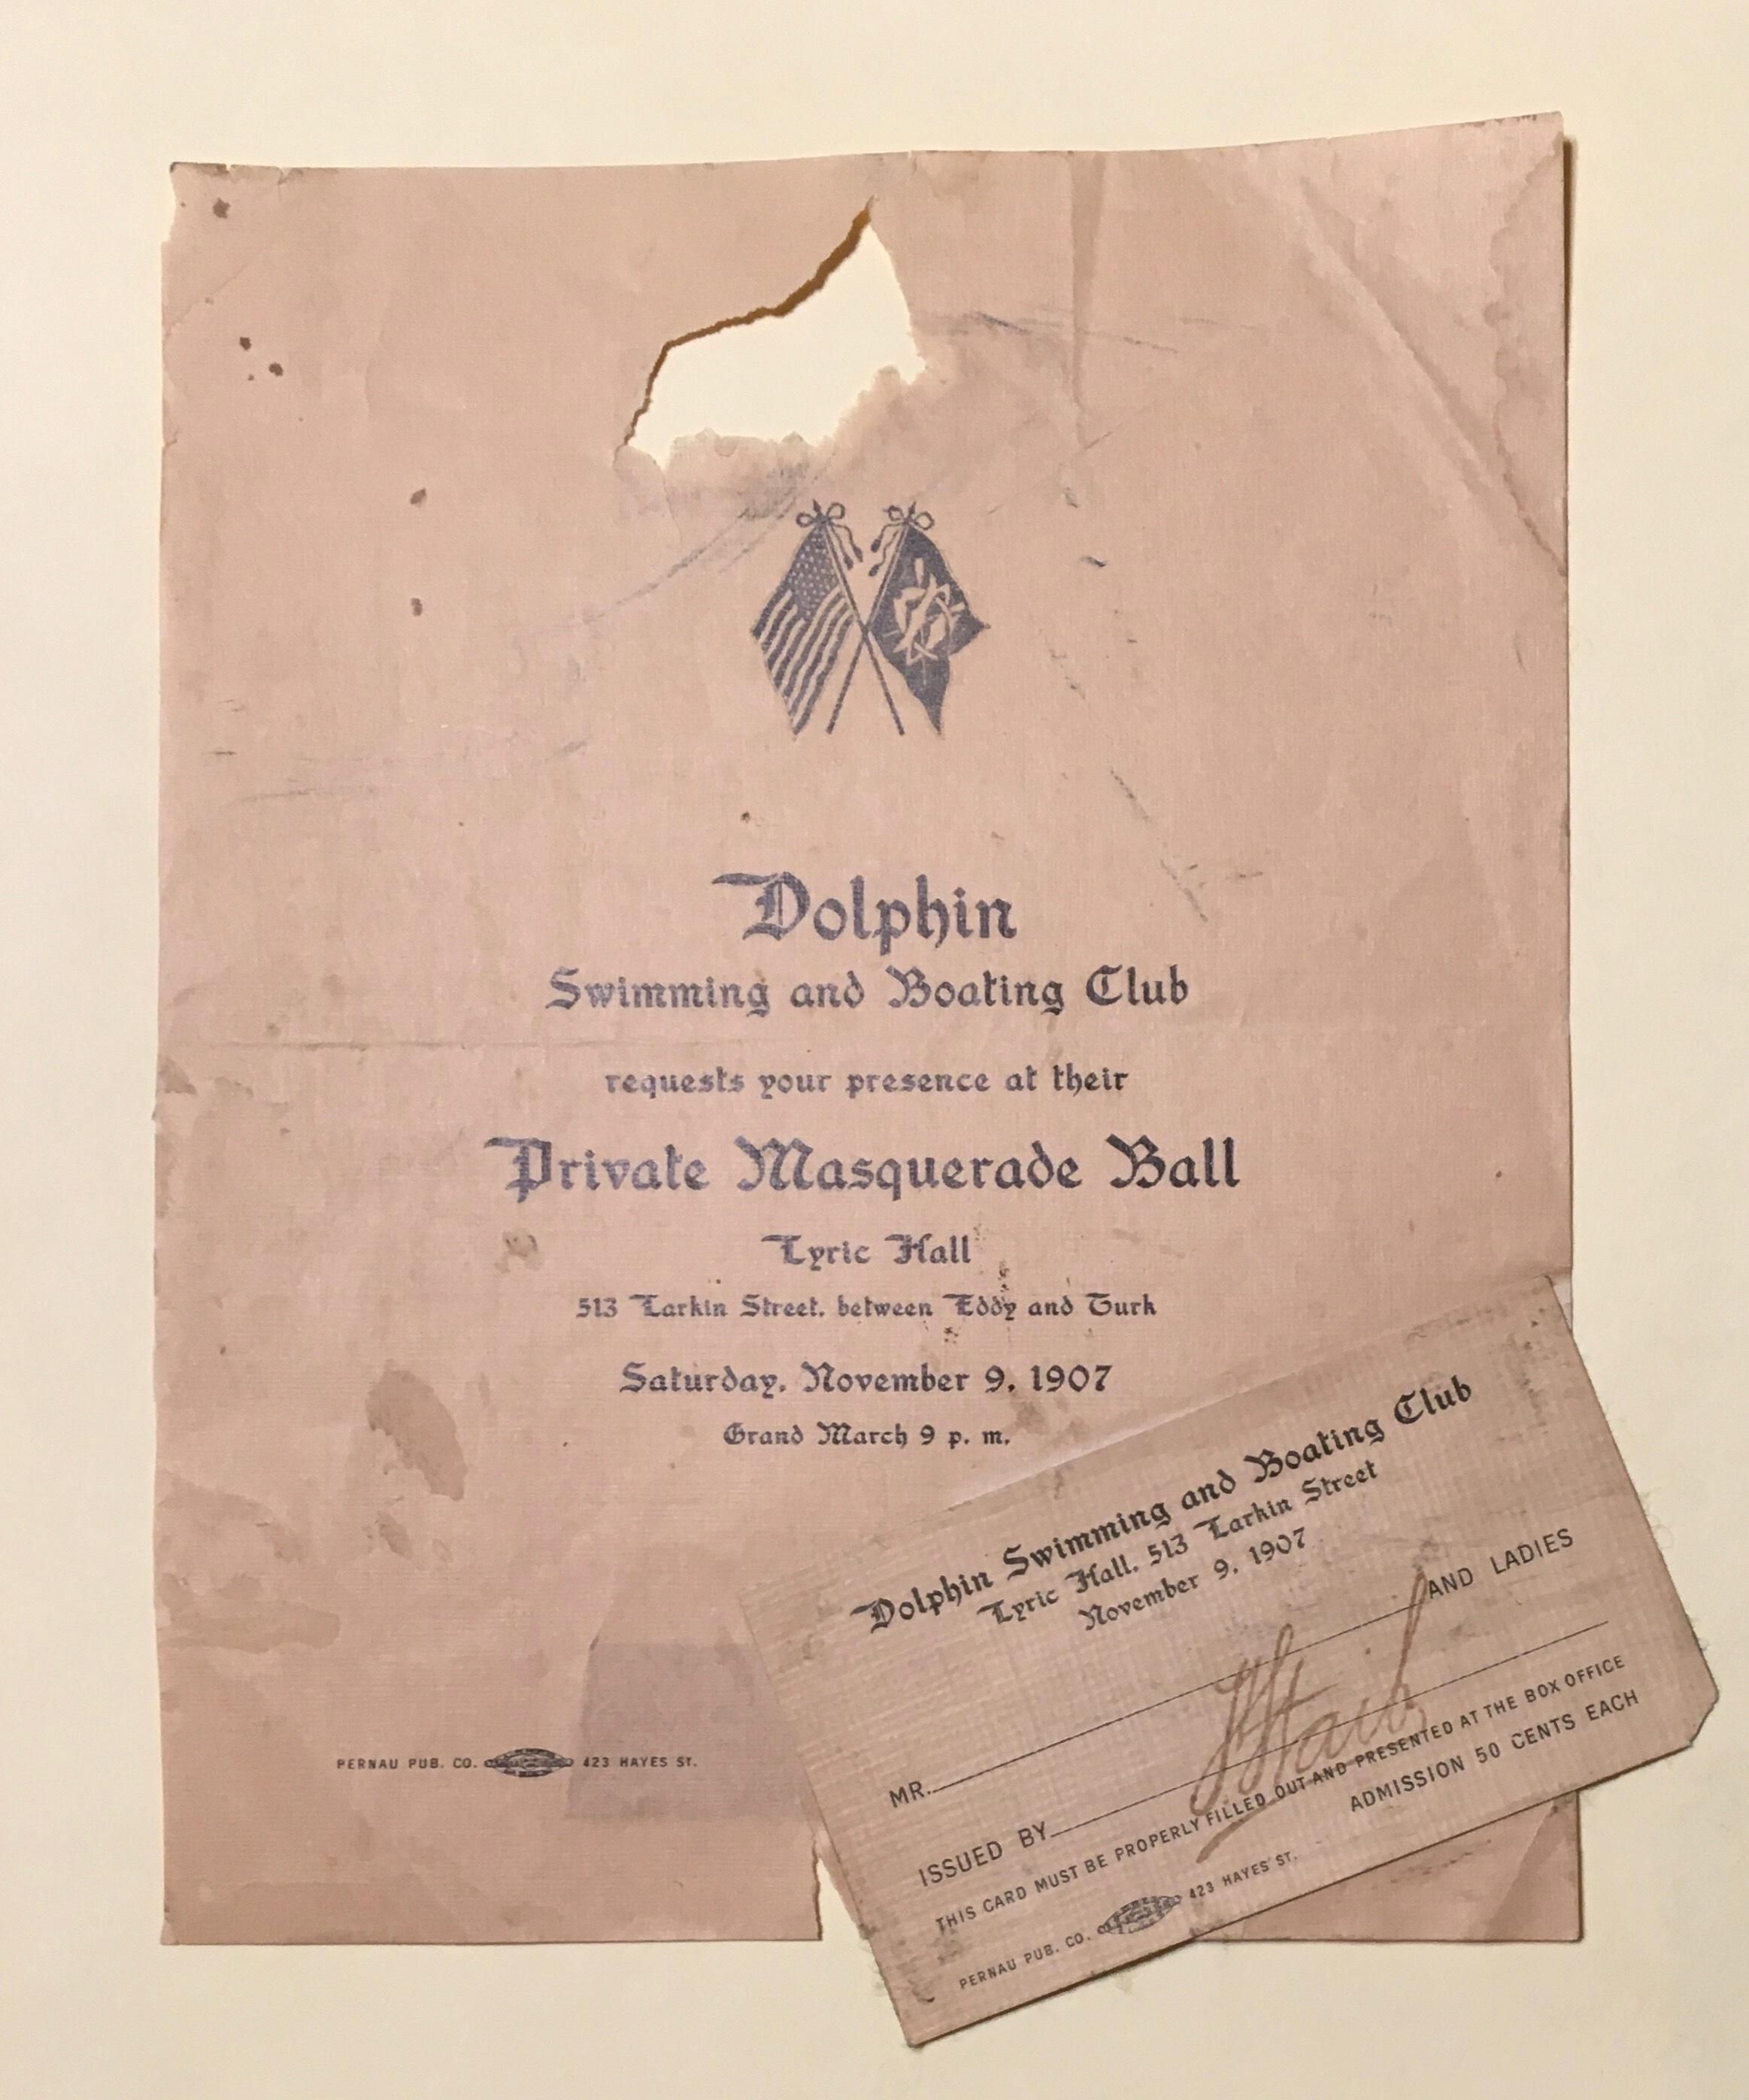 Dolphin
Swimming and Boating Club
requests your presence at their
Private Masquerade Ball
Lyric Hall
513 Larkin Street, between Eddy and Turk
Saturday, November 9, 1907
Grand March 9 p. m.
PERNAU PUB. CO. 423 HAYES ST.
Dolphin Swimming and Boating Club
Lyric Hall, 513 Larkin Street
November 9, 1907
MR. AND LADIES
ISSUED BY
THIS CARD MUST BE PROPERLY FILLED OUT AND PRESENTED AT THE BOX OFFICE
ADMISSION 50 CENTS EACH
PERNAU PUB. CO. 423 HAYES ST.